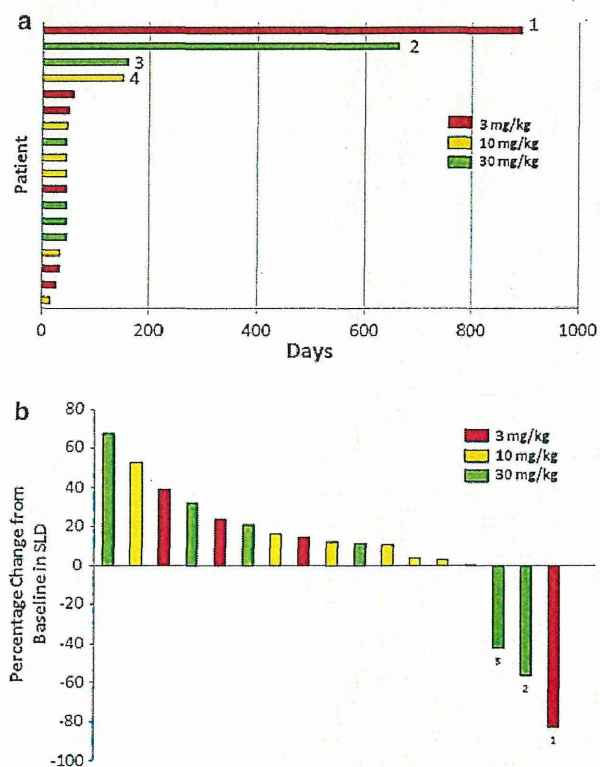 a
1
2
3
4
Patient
3 mg/kg
10 mg/kg
30 mg/kg
0 200 400 600 800 1000
Days
b
80
60
40
20
0
-20
-40
-60
-80
-100
Percentage Change from
Baseline in SLD
3 mg/kg
10 mg/kg
30 mg/kg
2
1